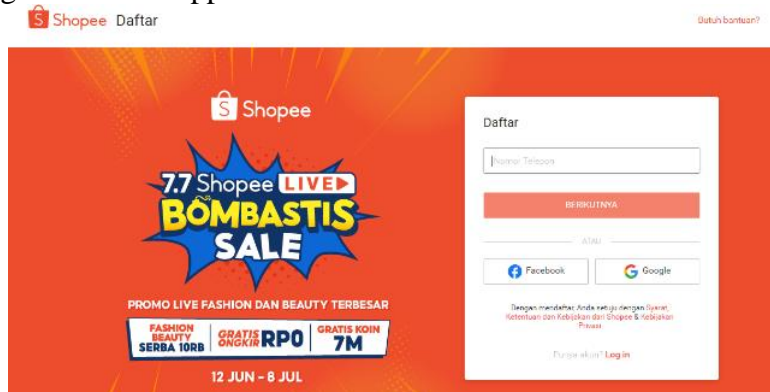 Shopee Daftar
Butuh bantuan?
Shopee
7.7 Shopee LIVE
BOMBASTIS
SALE
PROMO LIVE FASHION DAN BEAUTY TERBESAR
FASHION
BEAUTY
SERBA 10RB
GRATIS
ONGKIR
RP0
GRATIS KOIN
7M
12 JUN - 8 JUL
Daftar
Nomor Telepon
BERIKUTNYA
ATAU
Facebook
Google
Dengan mendaftar, Anda setuju dengan Syarat,
Ketentuan dan Kebijakan dari Shopee & Kebijakan
Privasi
Punya akun? Log in